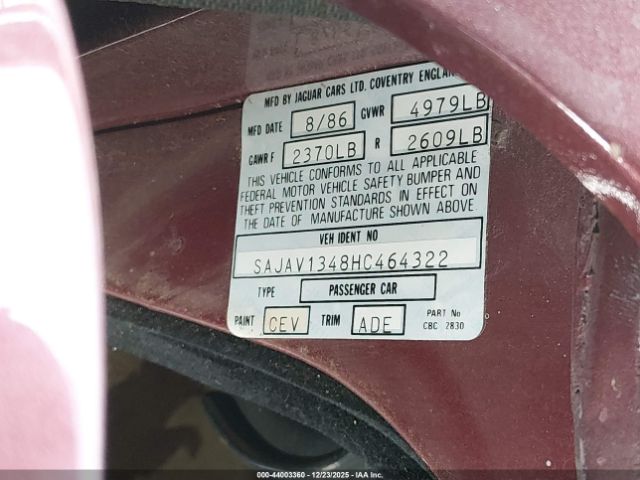 MFD BY JAGUAR CARS LTD. COVENTRY ENGLAN
MFD DATE 8/86 GVWR 4979LB
GAWR F 2370LB R 2609LB
THIS VEHICLE CONFORMS TO ALL APPLICABLE
FEDERAL MOTOR VEHICLE SAFETY BUMPER AND
THEFT PREVENTION STANDARDS IN EFFECT ON
THE DATE OF MANUFACTURE SHOWN ABOVE
VEH IDENT NO
SAJAV1348HC464322
TYPE PASSENGER CAR
PAINT CEV TRIM ADE PART No
CBC 2830
000-44003360 - 12/23/2025 - IAAI.COM